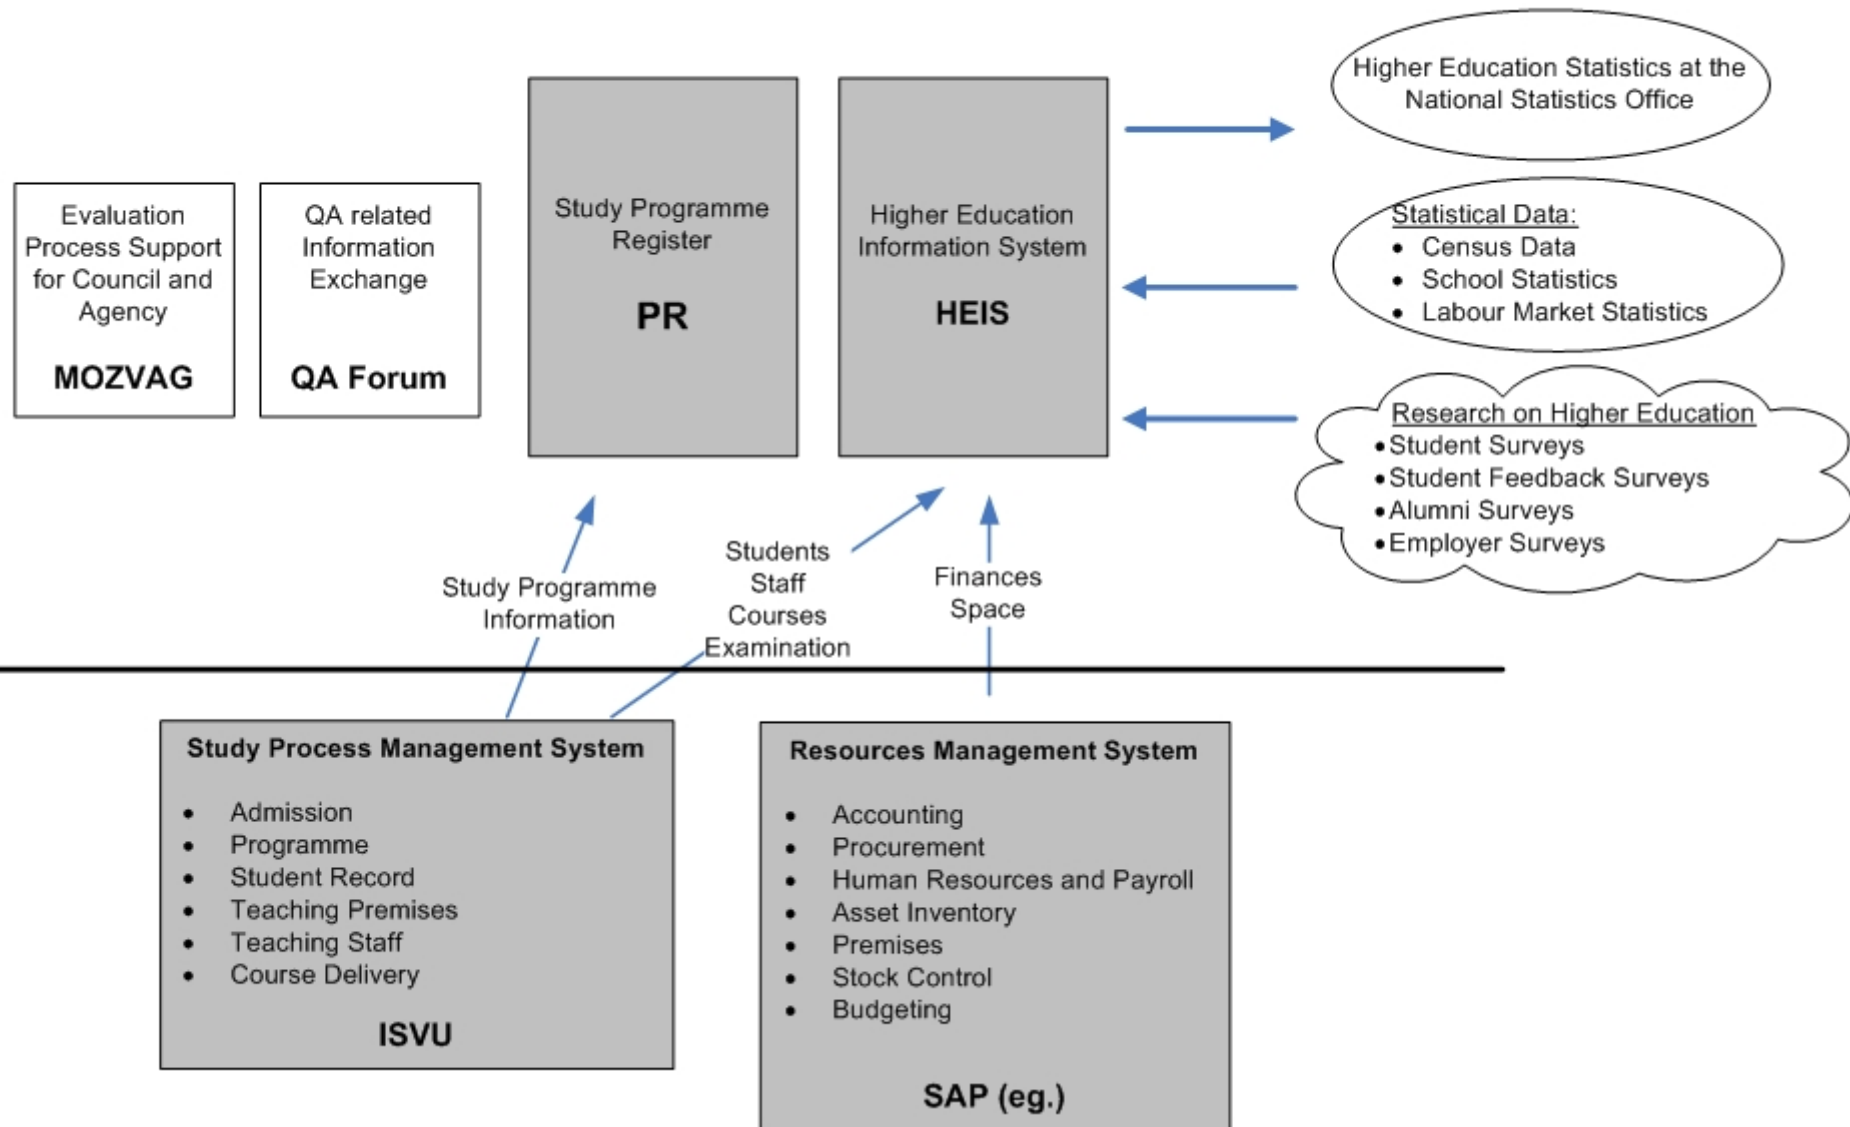 Evaluation
Process Support
for Council and
Agency
MOZVAG
QA related
Information
Exchange
QA Forum
Study Programme
Register
PR
Higher Education
Information System
HEIS
Higher Education Statistics at the
National Statistics Office
Statistical Data:
• Census Data
• School Statistics
• Labour Market Statistics
Research on Higher Education
• Student Surveys
• Student Feedback Surveys
• Alumni Surveys
• Employer Surveys
Study Programme
Information
Students
Staff
Courses
Examination
Finances
Space
Study Process Management System
• Admission
• Programme
• Student Record
• Teaching Premises
• Teaching Staff
• Course Delivery
ISVU
Resources Management System
• Accounting
• Procurement
• Human Resources and Payroll
• Asset Inventory
• Premises
• Stock Control
• Budgeting
SAP (eg.)